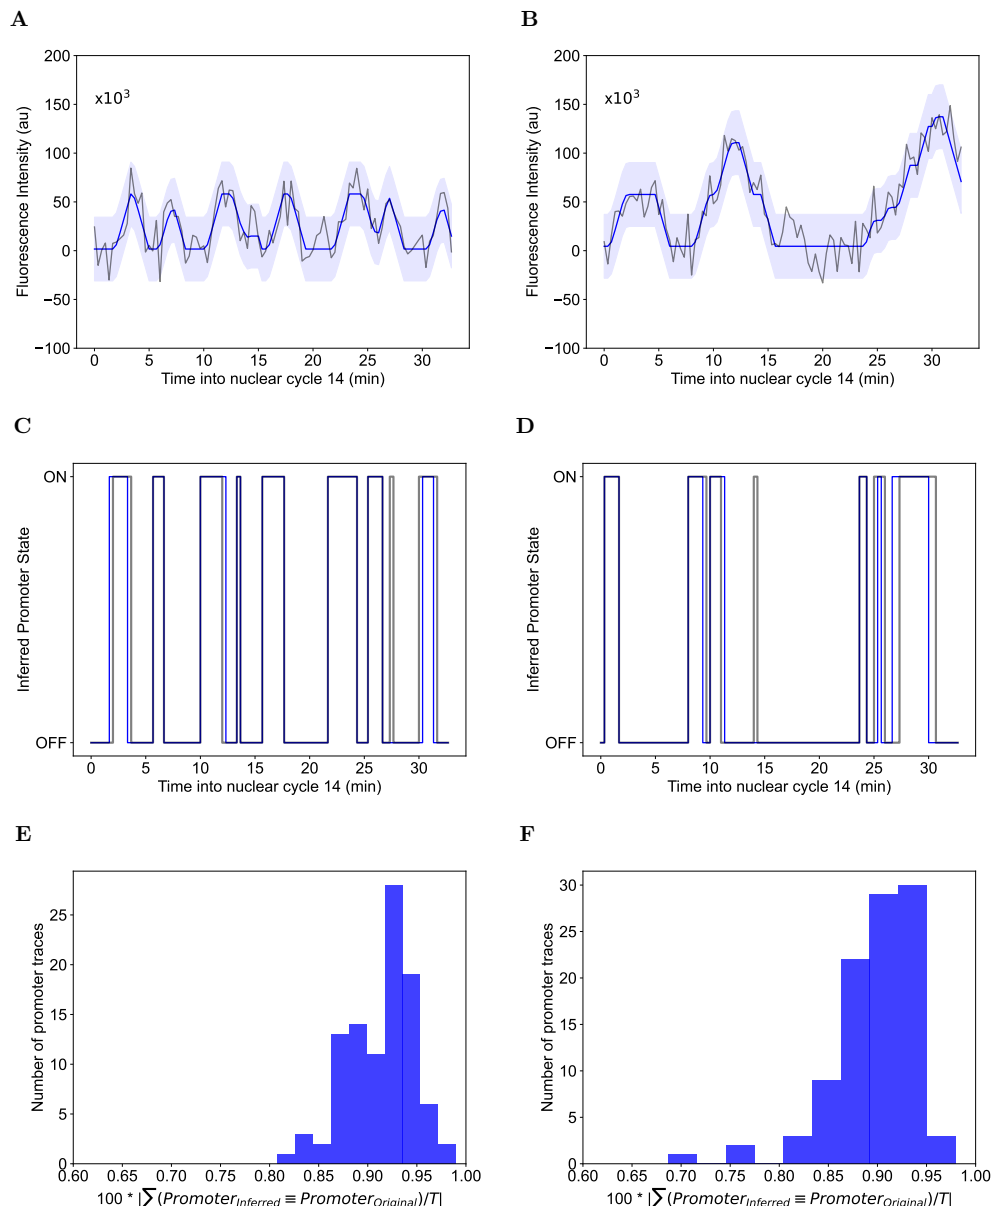 A
B
200
150
100
50
0
−50
−100
x10³
Fluorescence Intensity (au)
0 5 10 15 20 25 30
Time into nuclear cycle 14 (min)
200
150
100
50
0
−50
−100
x10³
Fluorescence Intensity (au)
0 5 10 15 20 25 30
Time into nuclear cycle 14 (min)
C
D
ON
OFF
Inferred Promoter State
0 5 10 15 20 25 30
Time into nuclear cycle 14 (min)
ON
OFF
Inferred Promoter State
0 5 10 15 20 25 30
Time into nuclear cycle 14 (min)
E
F
25
20
15
10
5
0
Number of promoter traces
0.60 0.65 0.70 0.75 0.80 0.85 0.90 0.95 1.00
100 * |∑(Promoter_Inferred ≡ Promoter_Original)/T|
30
25
20
15
10
5
0
Number of promoter traces
0.60 0.65 0.70 0.75 0.80 0.85 0.90 0.95 1.00
100 * |∑(Promoter_Inferred ≡ Promoter_Original)/T|